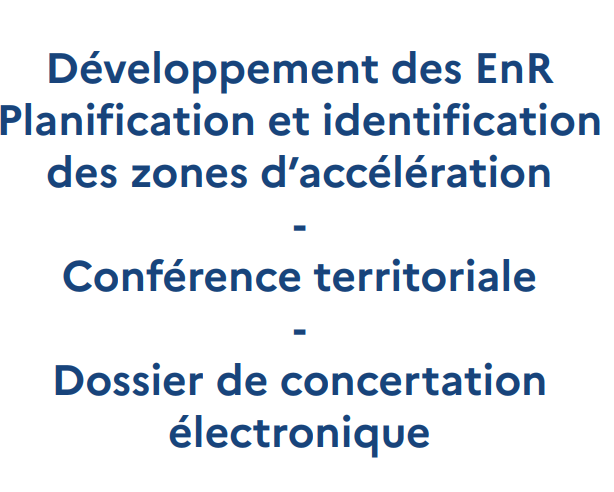 Développement des EnR
Planification et identification
des zones d’accélération
-
Conférence territoriale
-
Dossier de concertation
électronique